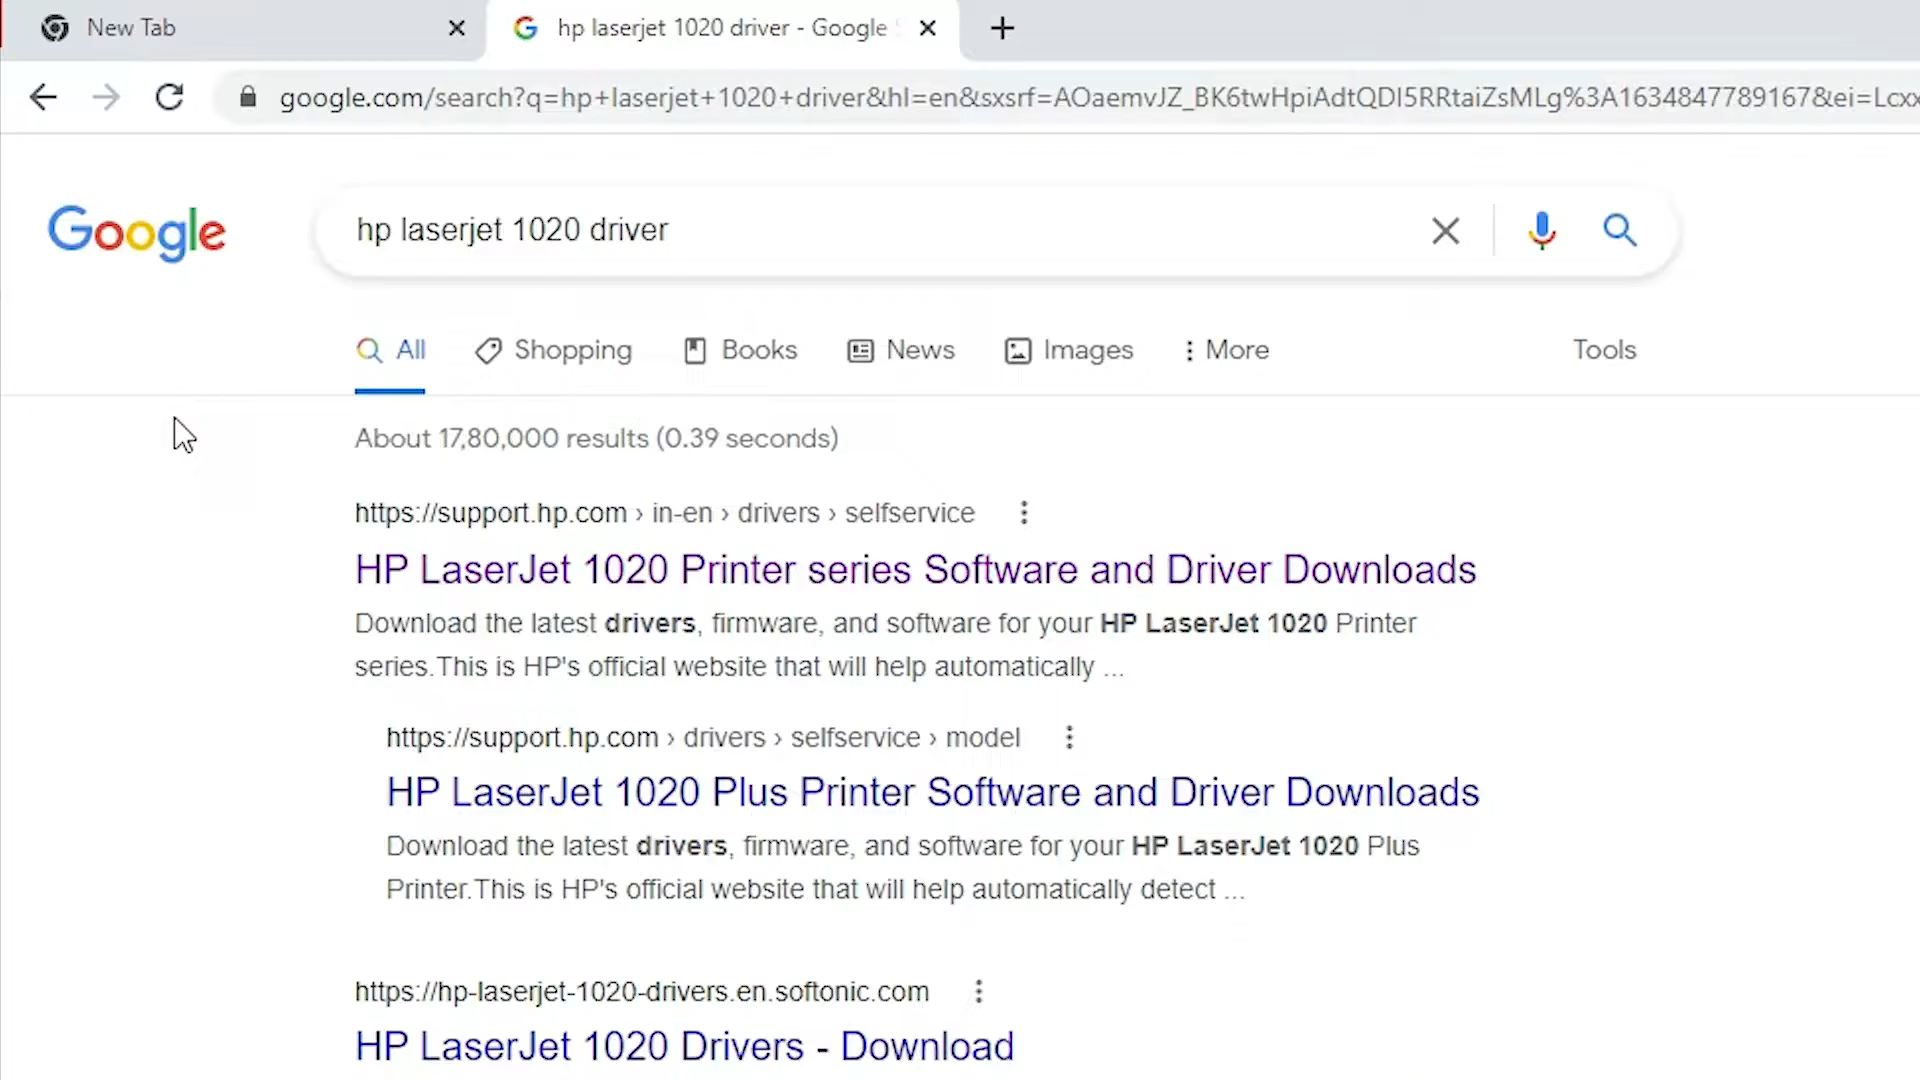 New Tab
hp laserjet 1020 driver - Google
google.com/search?q=hp+laserjet+1020+driver&hl=en&sxsrf=AOaemvJZ_BK6twHpiAdtQDI5RRtaiZsMLg%3A1634847789167&ei=Lcxx
Google
hp laserjet 1020 driver
All Shopping Books News Images More Tools
About 17,80,000 results (0.39 seconds)
https://support.hp.com › in-en › drivers › selfservice
HP LaserJet 1020 Printer series Software and Driver Downloads
Download the latest drivers, firmware, and software for your HP LaserJet 1020 Printer
series.This is HP's official website that will help automatically ...
https://support.hp.com › drivers › selfservice › model
HP LaserJet 1020 Plus Printer Software and Driver Downloads
Download the latest drivers, firmware, and software for your HP LaserJet 1020 Plus
Printer.This is HP's official website that will help automatically detect ...
https://hp-laserjet-1020-drivers.en.softonic.com
HP LaserJet 1020 Drivers - Download